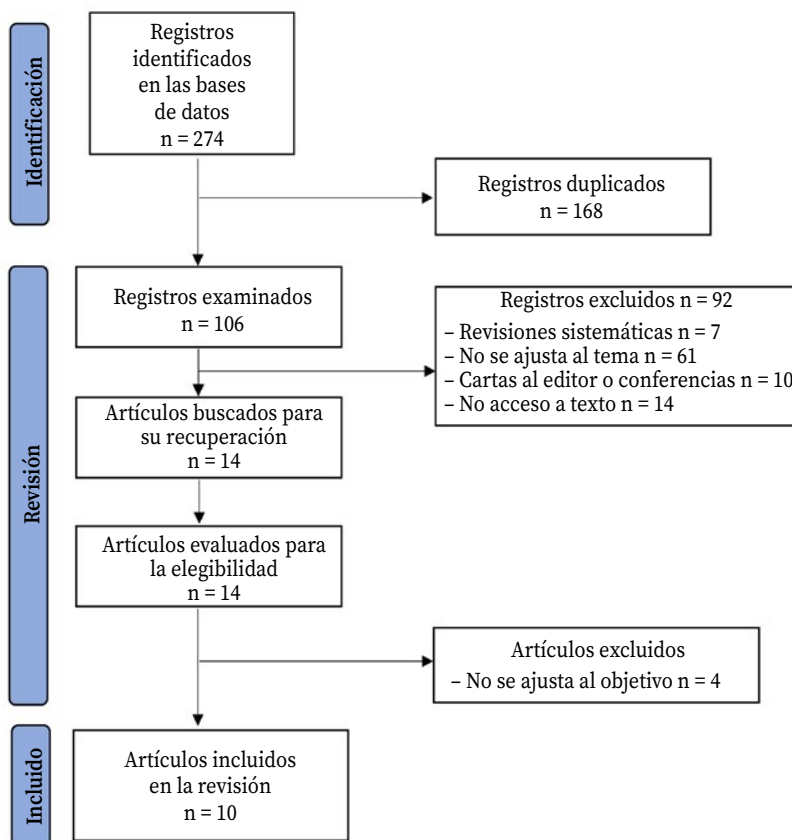 Identificación
Registros
identificados
en las bases
de datos
n = 274
Registros duplicados
n = 168
Revisión
Registros examinados
n = 106
Registros excluidos n = 92
– Revisiones sistemáticas n = 7
– No se ajusta al tema n = 61
– Cartas al editor o conferencias n = 10
– No acceso a texto n = 14
Artículos buscados para
su recuperación
n = 14
Artículos evaluados para
la elegibilidad
n = 14
Artículos excluidos
– No se ajusta al objetivo n = 4
Incluido
Artículos incluidos
en la revisión
n = 10